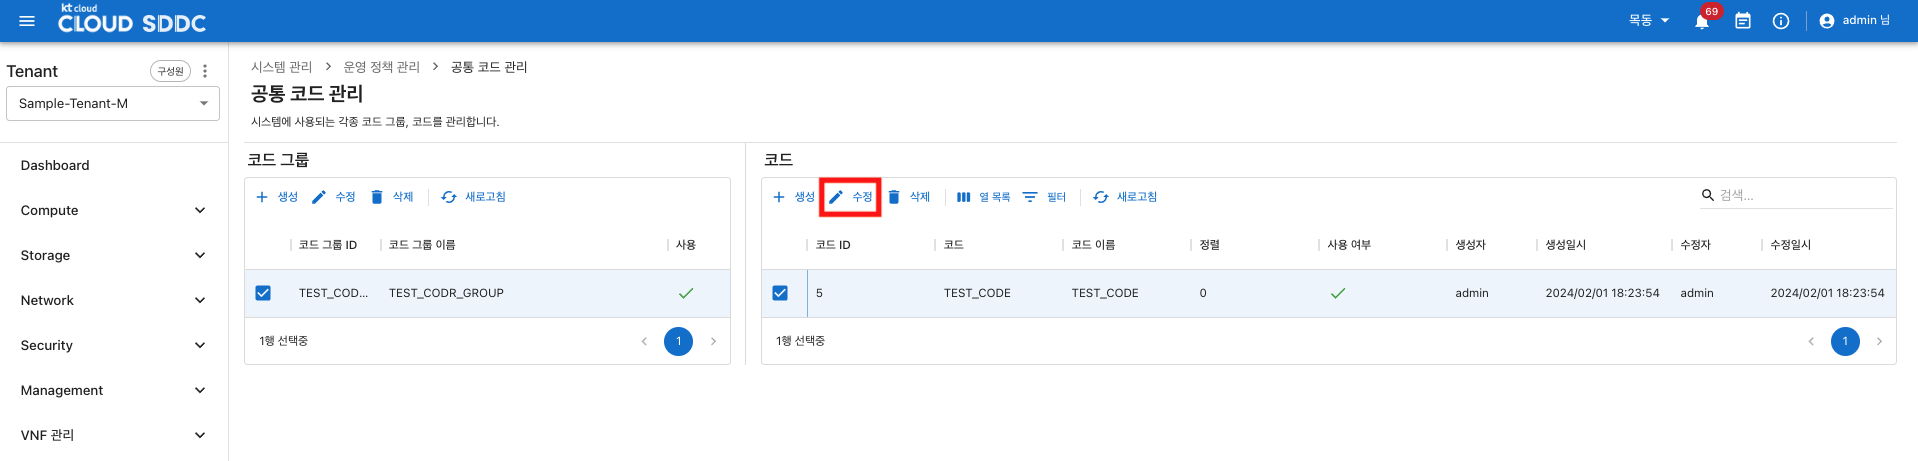 kt cloud
CLOUD SDDC
목동
69
admin 님
Tenant
구성원
Sample-Tenant-M
Dashboard
Compute
Storage
Network
Security
Management
VNF 관리
시스템 관리 > 운영 정책 관리 > 공통 코드 관리
공통 코드 관리
시스템에 사용되는 각종 코드 그룹, 코드를 관리합니다.
코드 그룹
생성 수정 삭제 새로고침
코드 그룹 ID 코드 그룹 이름 사용
TEST_COD... TEST_CODR_GROUP
1행 선택중
1
코드
생성 수정 삭제 열 목록 필터 새로고침 검색...
코드 ID 코드 코드 이름 정렬 사용 여부 생성자 생성일시 수정자 수정일시
5 TEST_CODE TEST_CODE 0 admin 2024/02/01 18:23:54 admin 2024/02/01 18:23:54
1행 선택중
1